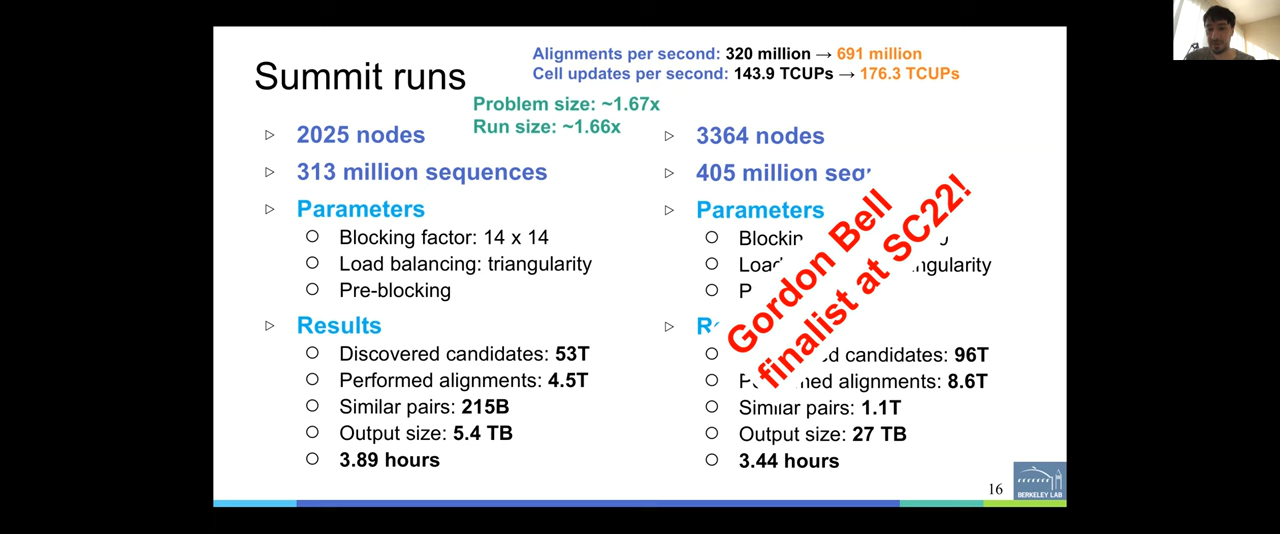 Summit runs
Alignments per second: 320 million → 691 million
Cell updates per second: 143.9 TCUPs → 176.3 TCUPs
Problem size: ~1.67x
Run size: ~1.66x
2025 nodes
313 million sequences
Parameters
Blocking factor: 14 x 14
Load balancing: triangularity
Pre-blocking
Results
Discovered candidates: 53T
Performed alignments: 4.5T
Similar pairs: 215B
Output size: 5.4 TB
3.89 hours
3364 nodes
405 million
Parameters
candidates: 96T
alignments: 8.6T
Similar pairs: 1.1T
Output size: 27 TB
3.44 hours
Gordon Bell
finalist at SC22!
16
BERKELEY LAB